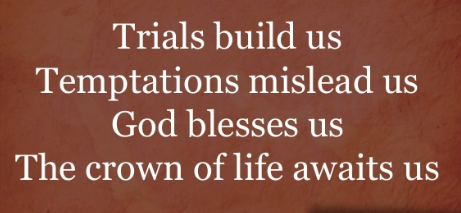 Trials build us
Temptations mislead us
God blesses us
The crown of life awaits us